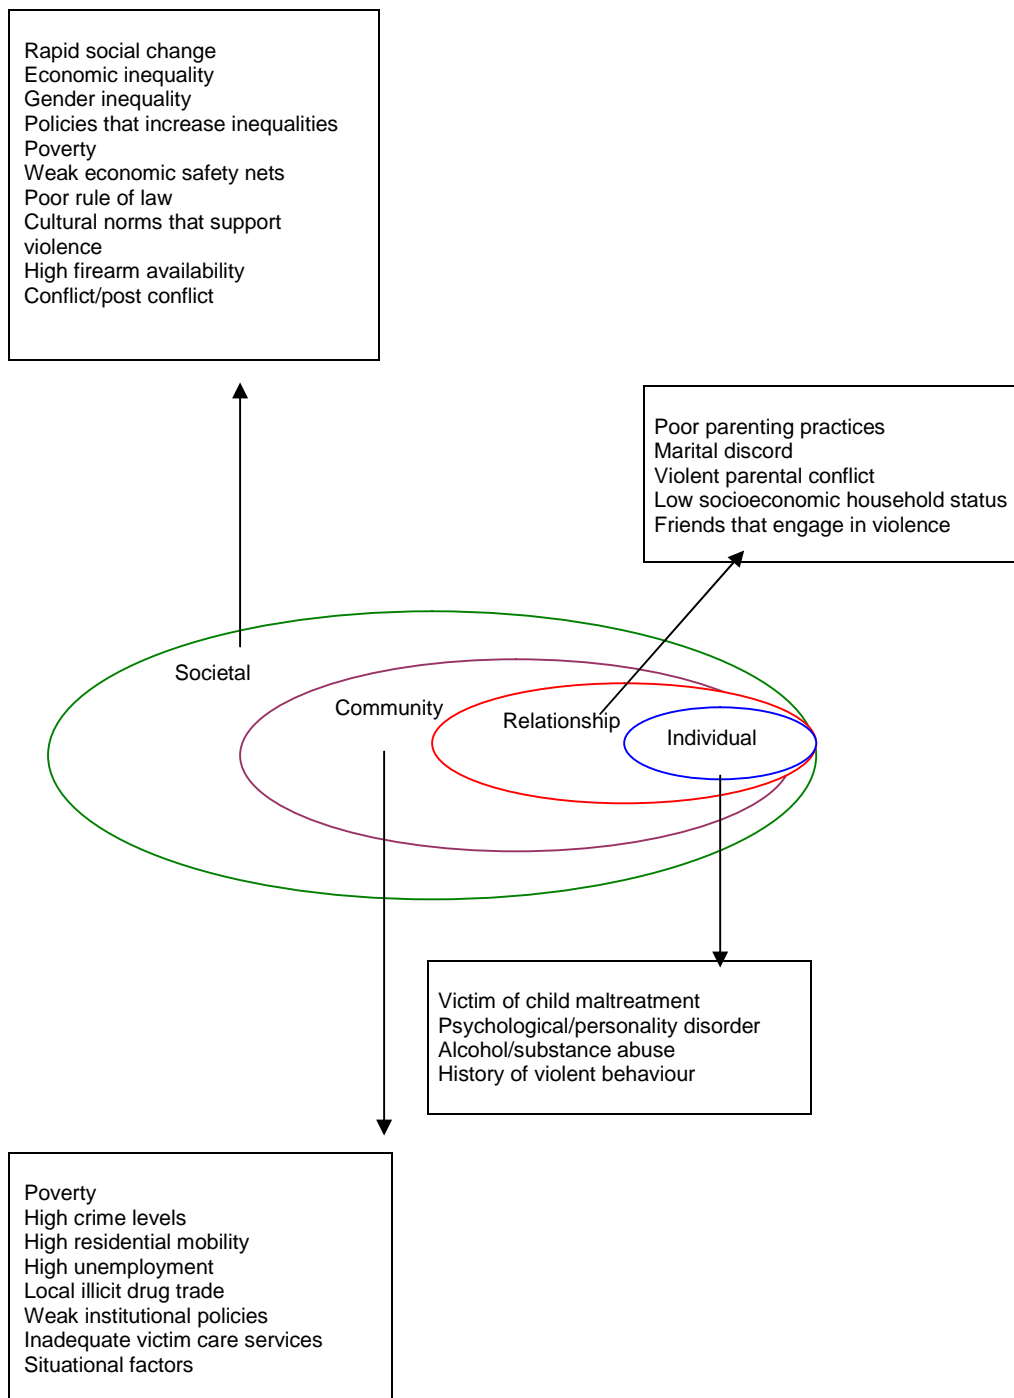 Rapid social change
Economic inequality
Gender inequality
Policies that increase inequalities
Poverty
Weak economic safety nets
Poor rule of law
Cultural norms that support
violence
High firearm availability
Conflict/post conflict
Poor parenting practices
Marital discord
Violent parental conflict
Low socioeconomic household status
Friends that engage in violence
Societal
Community
Relationship
Individual
Victim of child maltreatment
Psychological/personality disorder
Alcohol/substance abuse
History of violent behaviour
Poverty
High crime levels
High residential mobility
High unemployment
Local illicit drug trade
Weak institutional policies
Inadequate victim care services
Situational factors